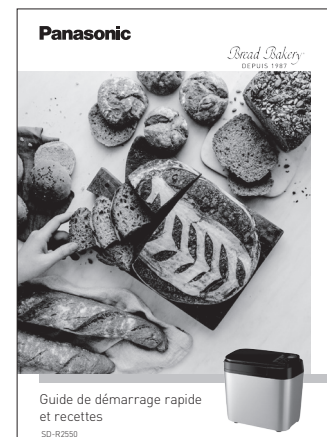 Panasonic
Bread Bakery
DEPUIS 1987
Guide de démarrage rapide
et recettes
SD-R2550